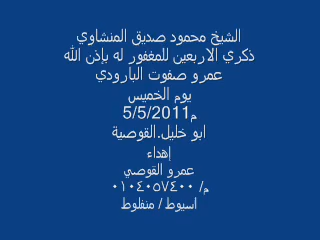 الشيخ محمود صديق المنشاوي
ذكري الاربعين للمغفور له بإذن الله
عمرو صفوت البارودي
يوم الخميس
5/5/2011م
ابو خليل.القوصية
إهداء
عمرو القوصي
م/ ٠١٠٤٠٥٧٤٠٠
اسيوط / منفلوط